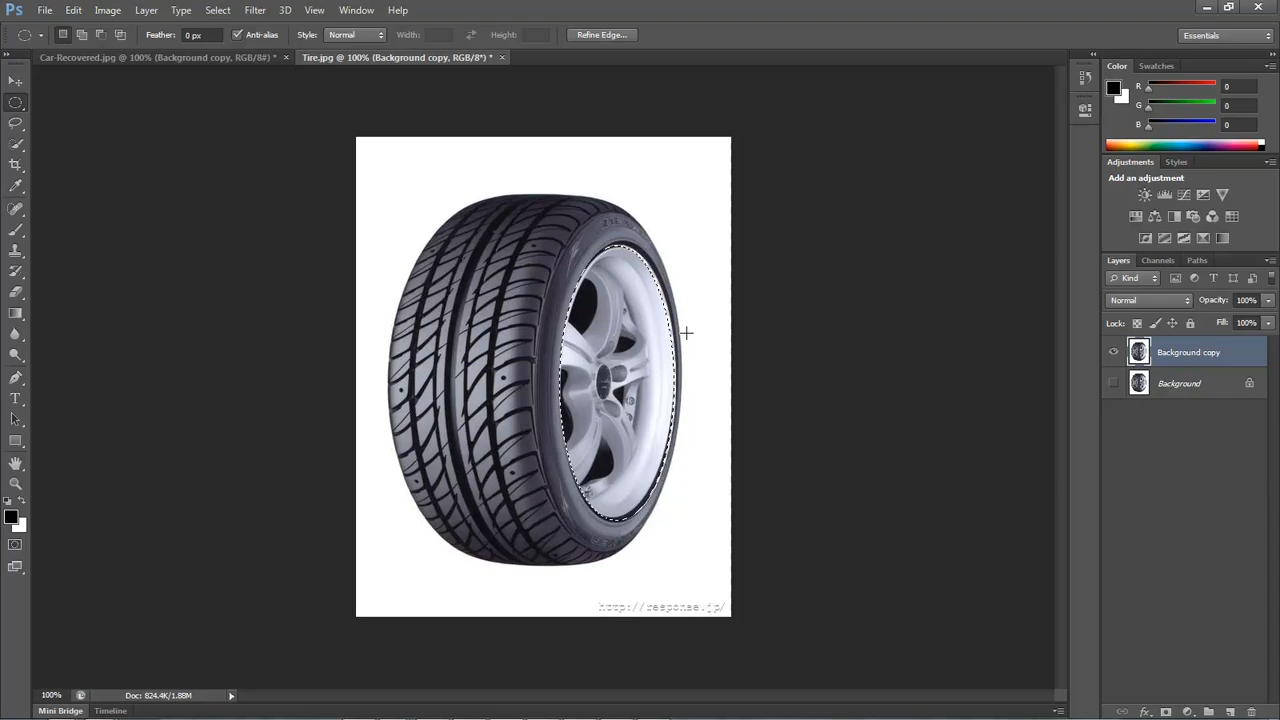 Ps File Edit Image Layer Type Select Filter 3D View Window Help
Feather: 0 px Anti-alias Style: Normal Width: Height: Refine Edge... Essentials
Car-Recovered.jpg @ 100% (Background copy, RGB/8#) * × Tire.jpg @ 100% (Background copy, RGB/8*) * ×
Color Swatches
R 0
G 0
B 0
Adjustments Styles
Add an adjustment
Layers Channels Paths
Kind
Normal Opacity: 100%
Lock: Fill: 100%
Background copy
Background
http://response.jp/
100% Doc: 824.4K/1.88M
Mini Bridge Timeline